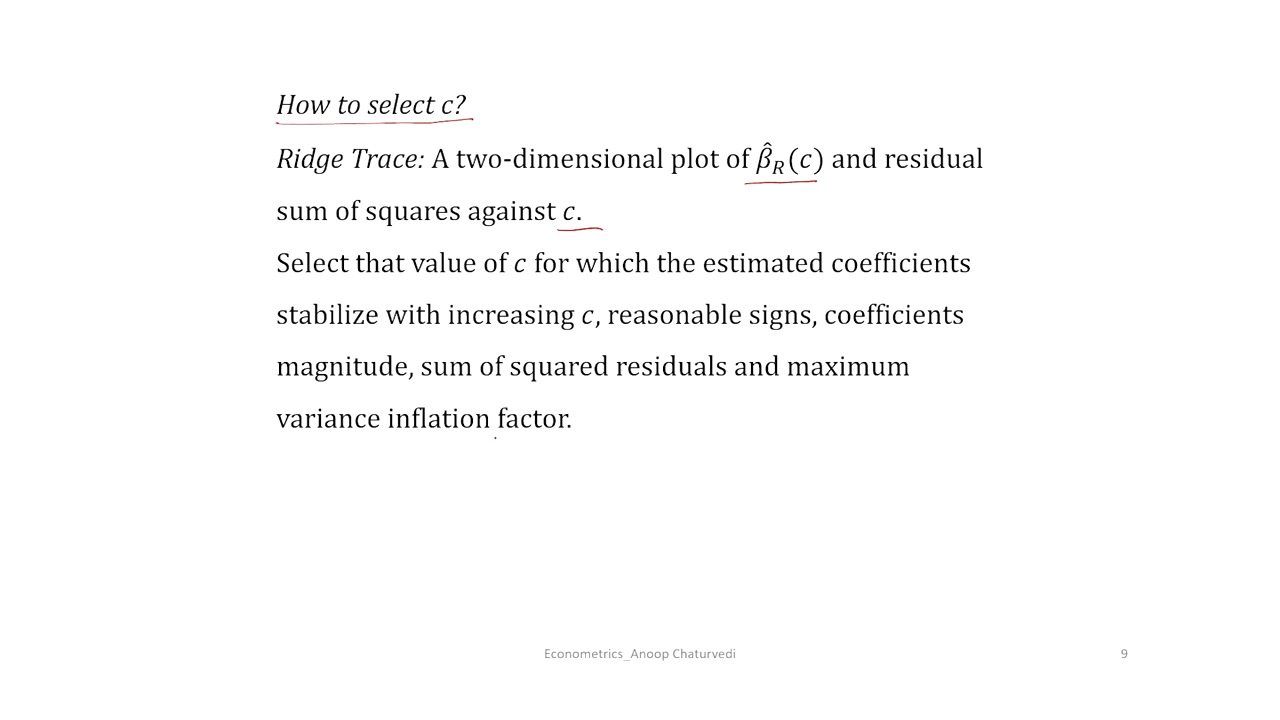 How to select c?
Ridge Trace: A two-dimensional plot of β̂_R(c) and residual
sum of squares against c.
Select that value of c for which the estimated coefficients
stabilize with increasing c, reasonable signs, coefficients
magnitude, sum of squared residuals and maximum
variance inflation factor.
Econometrics_Anoop Chaturvedi
9